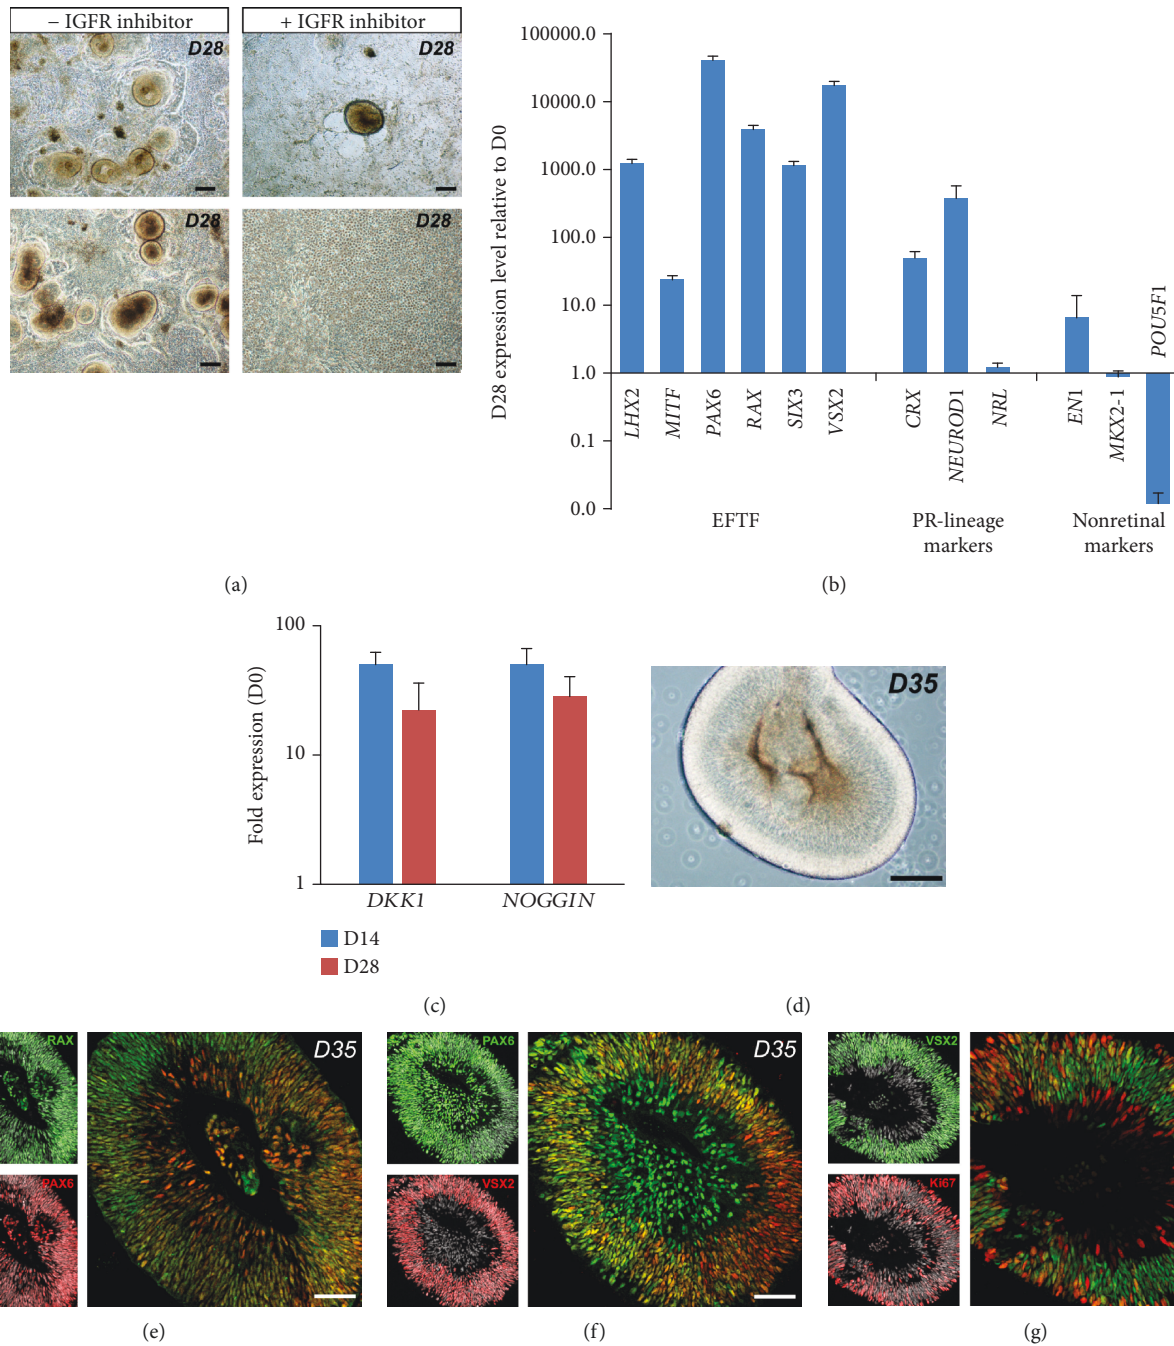 − IGFR inhibitor
+ IGFR inhibitor
D28
D28
D28
D28
(a)
D28 expression level relative to D0
100000.0
10000.0
1000.0
100.0
10.0
1.0
0.1
0.0
LHX2
MITF
PAX6
RAX
SIX3
VSX2
CRX
NEUROD1
NRL
EN1
MKX2-1
POU5F1
EFTF
PR-lineage
markers
Nonretinal
markers
(b)
Fold expression (D0)
100
10
1
DKK1
NOGGIN
D14
D28
(c)
D35
(d)
RAX
PAX6
D35
(e)
PAX6
VSX2
D35
(f)
VSX2
Ki67
(g)